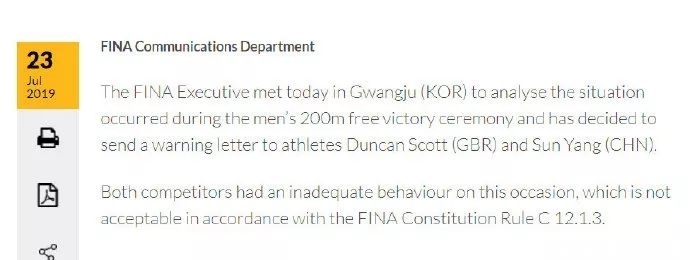 23
Jul
2019
FINA Communications Department
The FINA Executive met today in Gwangju (KOR) to analyse the situation
occurred during the men's 200m free victory ceremony and has decided to
send a warning letter to athletes Duncan Scott (GBR) and Sun Yang (CHN).
Both competitors had an inadequate behaviour on this occasion, which is not
acceptable in accordance with the FINA Constitution Rule C 12.1.3.